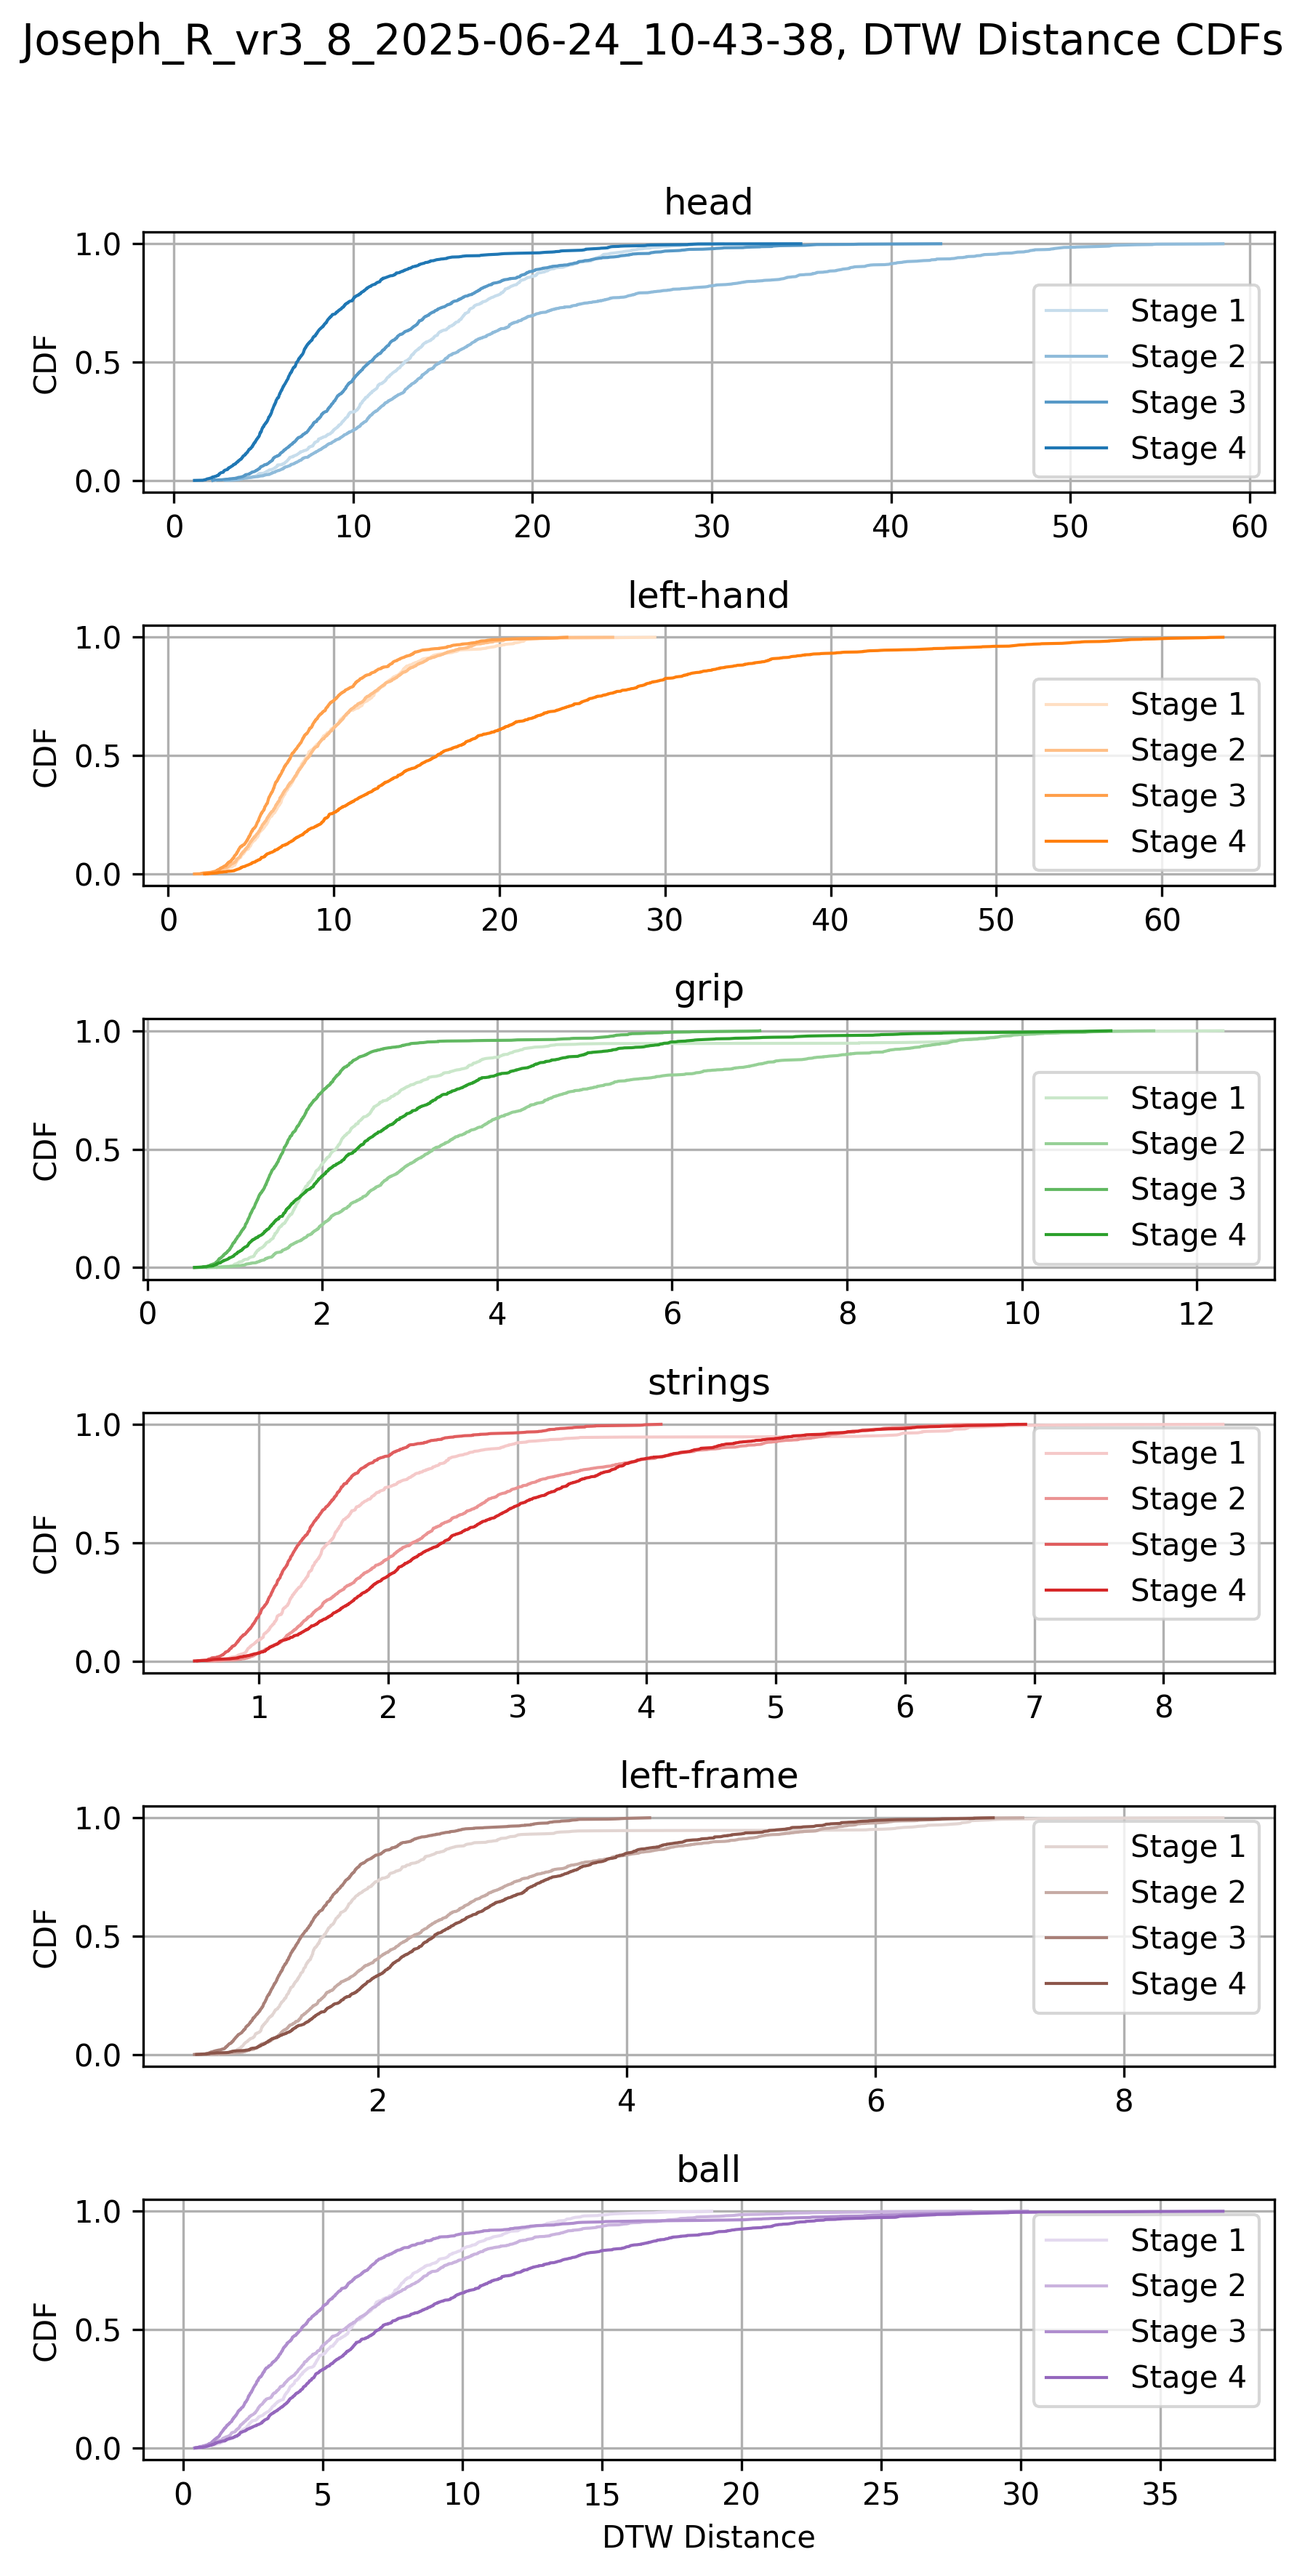 Joseph_R_vr3_8_2025-06-24_10-43-38, DTW Distance CDFs
head
CDF
1.0
0.5
0.0
Stage 1
Stage 2
Stage 3
Stage 4
0 10 20 30 40 50 60
left-hand
CDF
1.0
0.5
0.0
Stage 1
Stage 2
Stage 3
Stage 4
0 10 20 30 40 50 60
grip
CDF
1.0
0.5
0.0
Stage 1
Stage 2
Stage 3
Stage 4
0 2 4 6 8 10 12
strings
CDF
1.0
0.5
0.0
Stage 1
Stage 2
Stage 3
Stage 4
1 2 3 4 5 6 7 8
left-frame
CDF
1.0
0.5
0.0
Stage 1
Stage 2
Stage 3
Stage 4
2 4 6 8
ball
CDF
1.0
0.5
0.0
Stage 1
Stage 2
Stage 3
Stage 4
0 5 10 15 20 25 30 35
DTW Distance